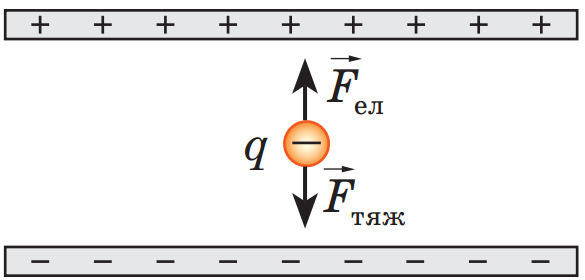 + + + + + + + + +
F⃗ел
q −
F⃗тяж
− − − − − − − − −